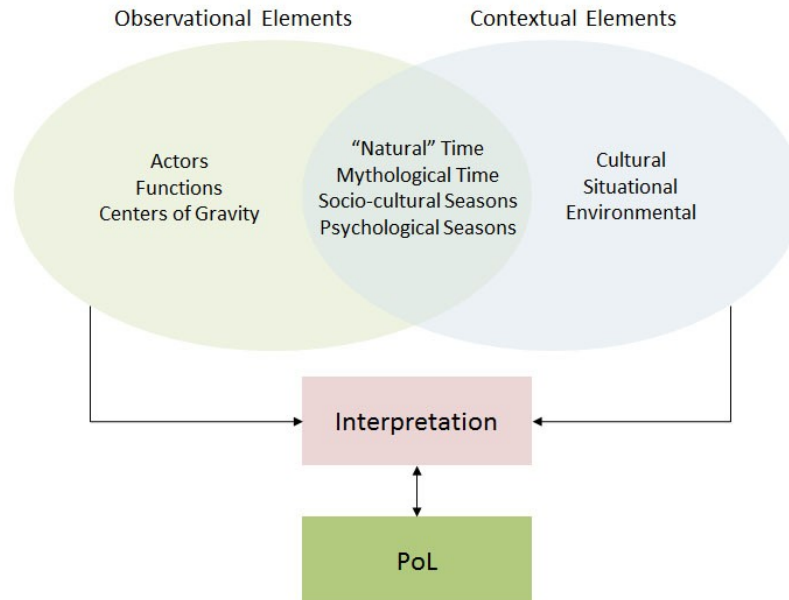 Observational Elements
Contextual Elements
Actors
Functions
Centers of Gravity
“Natural” Time
Mythological Time
Socio-cultural Seasons
Psychological Seasons
Cultural
Situational
Environmental
Interpretation
PoL